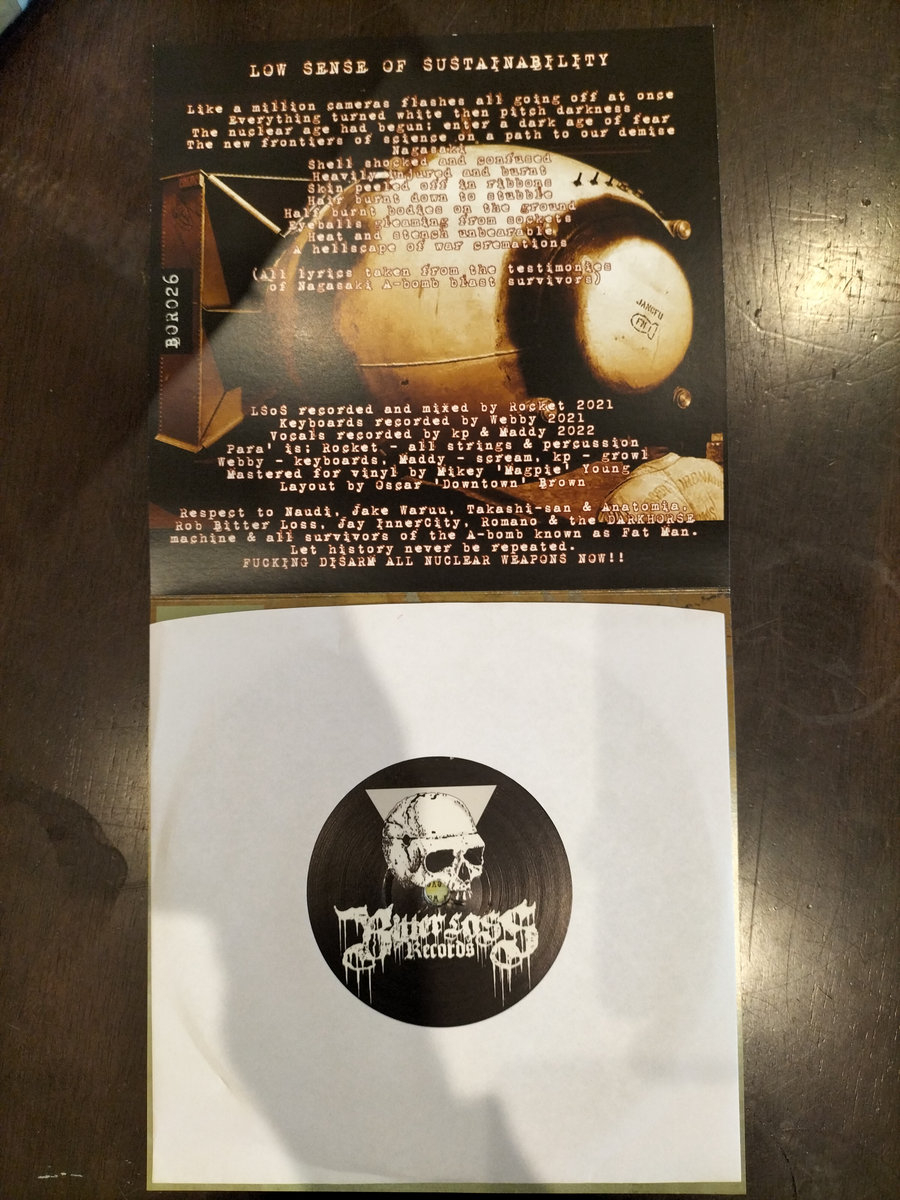 LOW SENSE OF SUSTAINABILITY
Like a million cameras flashes all going off at once
Everything turned white then pitch darkness
The nuclear age had begun; enter a dark age of fear
The new frontiers of science on a path to our demise
Nagasaki
Shell shocked and confused
Heavily injured and burnt
Skin peeled off in ribbons
Hair burnt down to stubble
Half burnt bodies on the ground
Eyeballs gleaming from sockets
Heat and stench unbearable
A hellscape of war cremations
(All lyrics taken from the testimonies
of Nagasaki A-bomb blast survivors)
BOR026
JANCFU
FM
LSoS recorded and mixed by Rocket 2021
Keyboards recorded by Webby 2021
Vocals recorded by kp & Maddy 2022
Para' is: Rocket - all strings & percussion
Webby - keyboards, Maddy - scream, kp - growl
Mastered for vinyl by Mikey 'Magpie' Young
Layout by Oscar 'Downtown' Brown
Respect to Naudi, Jake Waruu, Takashi-san & Anatomia,
Rob Bitter Loss, Jay InnerCity, Romano & the DARKHORSE
machine & all survivors of the A-bomb known as Fat Man.
Let history never be repeated.
FUCKING DISARM ALL NUCLEAR WEAPONS NOW!!
Bitter Loss
Records